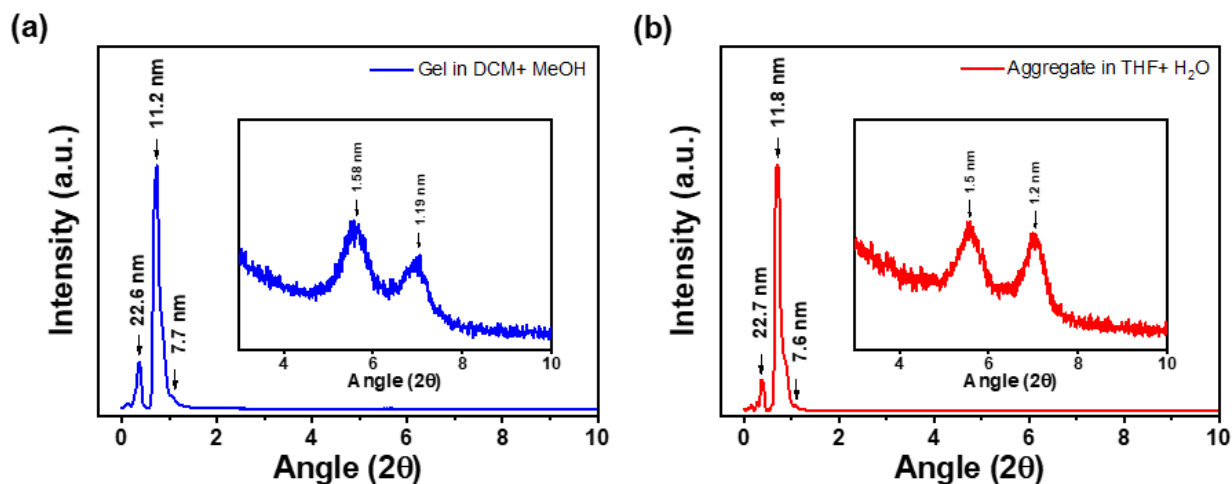 (a)
Gel in DCM+ MeOH
11.2 nm
22.6 nm
7.7 nm
1.58 nm
1.19 nm
4 6 8 10
Angle (2θ)
Intensity (a.u.)
0 2 4 6 8 10
Angle (2θ)
(b)
Aggregate in THF+ H₂O
11.8 nm
22.7 nm
7.6 nm
1.5 nm
1.2 nm
4 6 8 10
Angle (2θ)
Intensity (a.u.)
0 2 4 6 8 10
Angle (2θ)